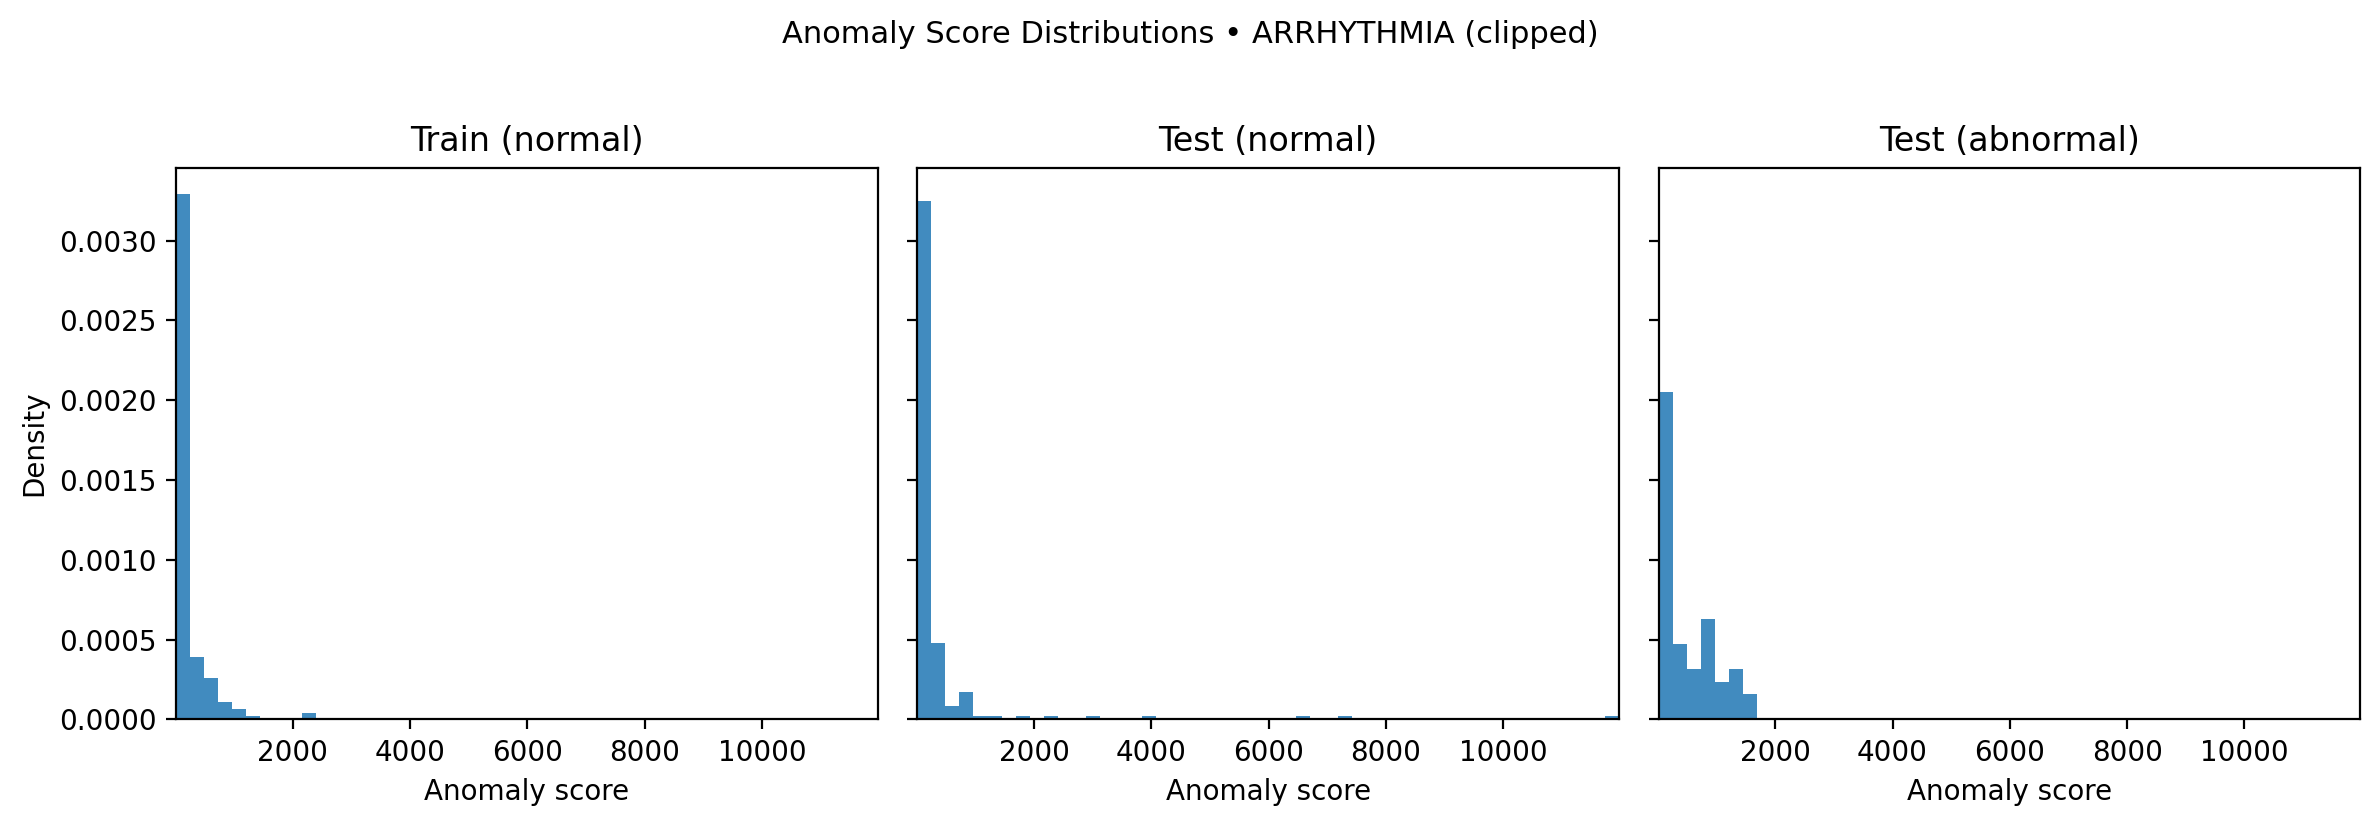 Anomaly Score Distributions • ARRHYTHMIA (clipped)
Train (normal)
Test (normal)
Test (abnormal)
Density
0.0030
0.0025
0.0020
0.0015
0.0010
0.0005
0.0000
2000 4000 6000 8000 10000
2000 4000 6000 8000 10000
2000 4000 6000 8000 10000
Anomaly score
Anomaly score
Anomaly score